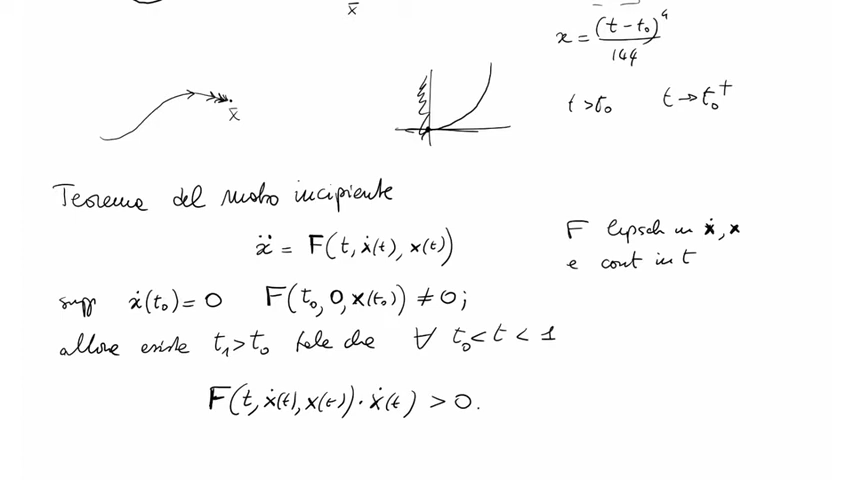 x̄
x = (t - t₀)⁴ / 144
x̄
t > t₀ t → t₀⁺
Teorema del moto incipiente
ẍ = F(t, ẋ(t), x(t))
F lipsch in ẋ, x
e cont in t
supp ẋ(t₀) = 0 F(t₀, 0, x(t₀)) ≠ 0;
allora esiste t₁ > t₀ tale che ∀ t₀ < t < 1
F(t, ẋ(t), x(t)) · ẋ(t) > 0.